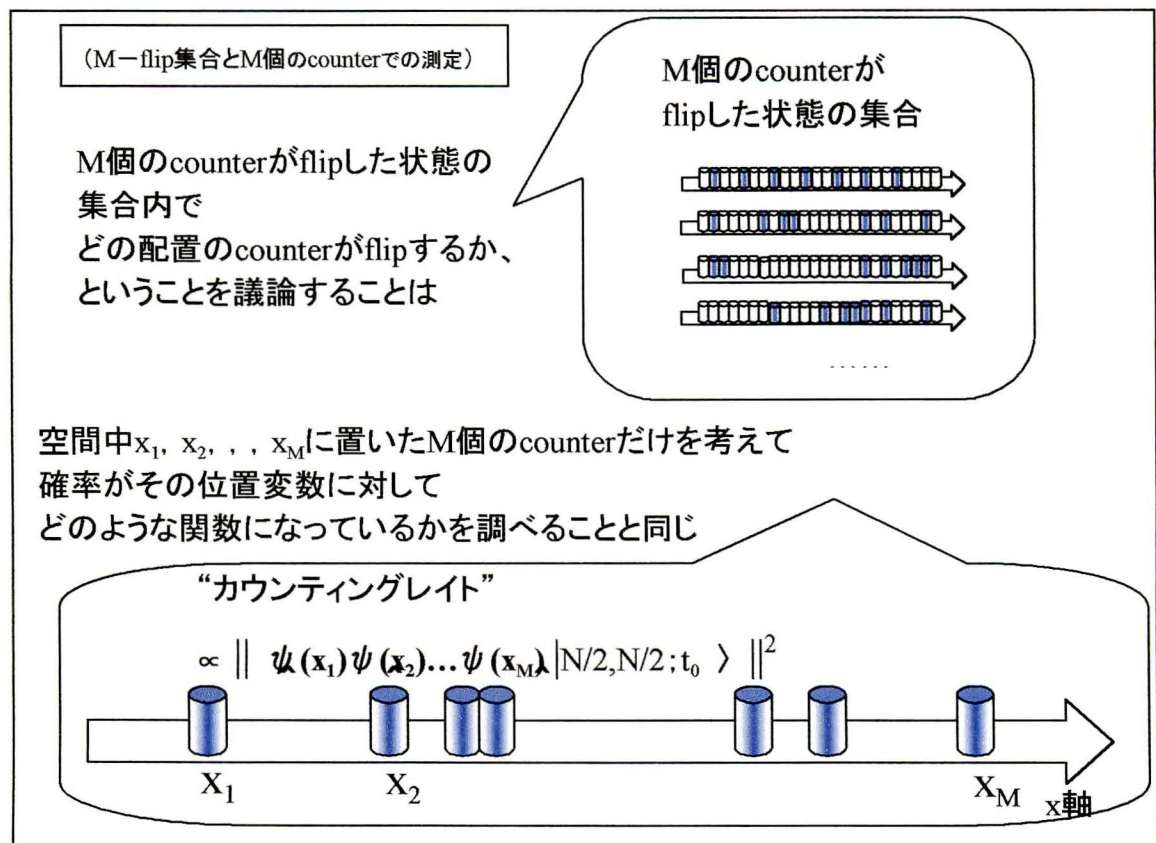 (M－flip集合とM個のcounterでの測定)
M個のcounterが
flipした状態の集合
M個のcounterがflipした状態の
集合内で
どの配置のcounterがflipするか、
ということを議論することは
......
空間中x₁, x₂, , , x_Mに置いたM個のcounterだけを考えて
確率がその位置変数に対して
どのような関数になっているかを調べることと同じ
“カウンティングレイト”
∝ || ψ(x₁)ψ(x₂)…ψ(x_M)|N/2,N/2;t₀ 〉||²
X₁ X₂ X_M x軸